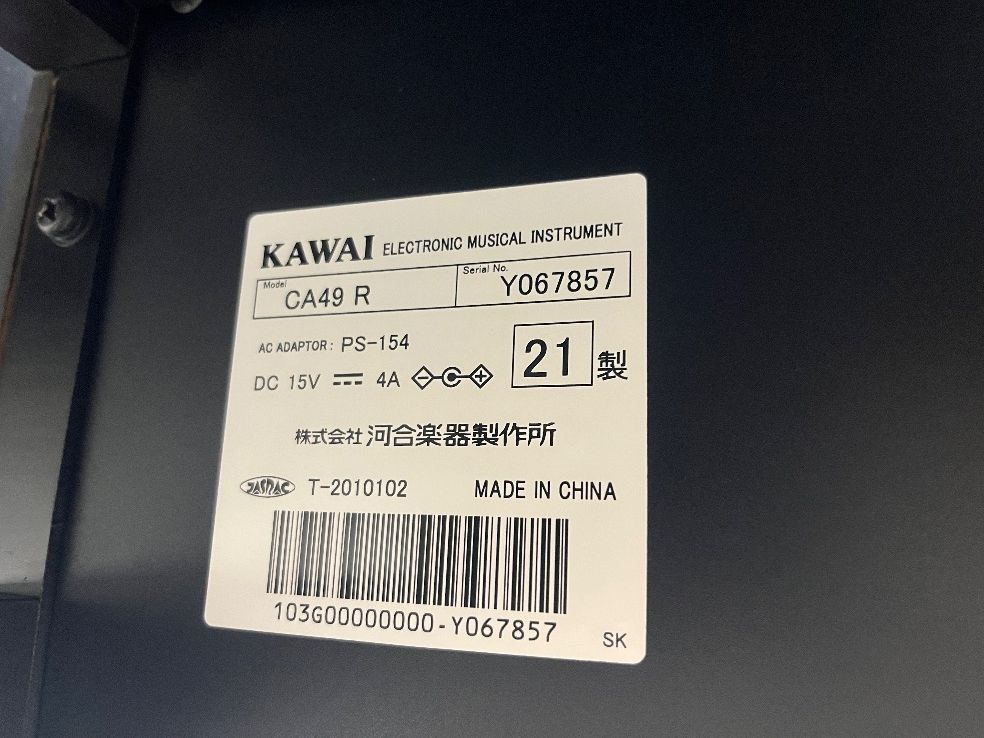 KAWAI ELECTRONIC MUSICAL INSTRUMENT
Model CA49 R Serial No. Y067857
AC ADAPTOR: PS-154
DC 15V 4A
21 製
株式会社 河合楽器製作所
JASRAC T-2010102 MADE IN CHINA
103G00000000-Y067857
SK